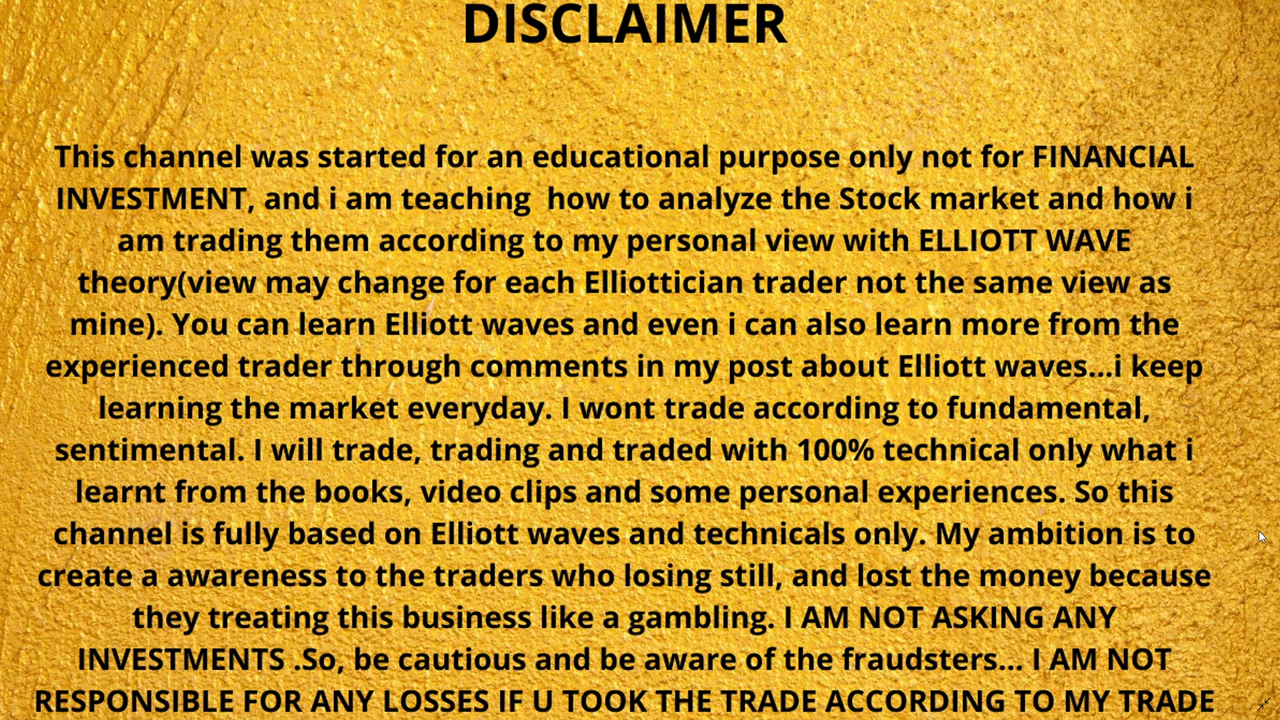 DISCLAIMER
This channel was started for an educational purpose only not for FINANCIAL
INVESTMENT, and i am teaching  how to analyze the Stock market and how i
am trading them according to my personal view with ELLIOTT WAVE
theory(view may change for each Elliottician trader not the same view as
mine). You can learn Elliott waves and even i can also learn more from the
experienced trader through comments in my post about Elliott waves...i keep
learning the market everyday. I wont trade according to fundamental,
sentimental. I will trade, trading and traded with 100% technical only what i
learnt from the books, video clips and some personal experiences. So this
channel is fully based on Elliott waves and technicals only. My ambition is to
create a awareness to the traders who losing still, and lost the money because
they treating this business like a gambling. I AM NOT ASKING ANY
INVESTMENTS .So, be cautious and be aware of the fraudsters... I AM NOT
RESPONSIBLE FOR ANY LOSSES IF U TOOK THE TRADE ACCORDING TO MY TRADE